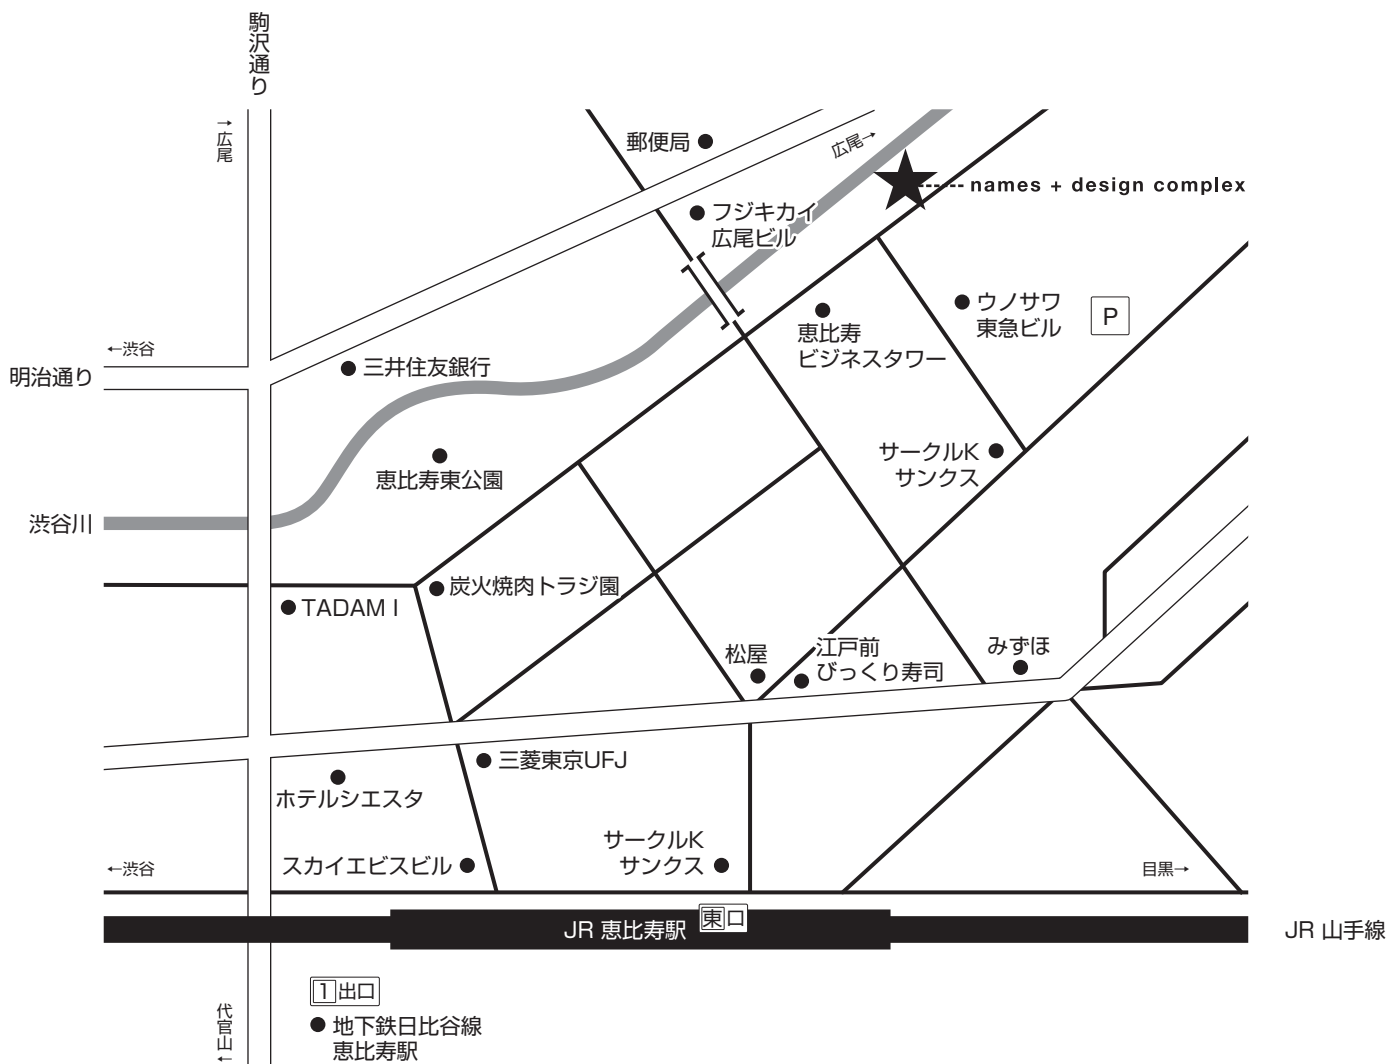 駒沢通り
→広尾
郵便局
広尾→
names + design complex
フジキカイ
広尾ビル
ウノサワ
東急ビル
P
恵比寿
ビジネスタワー
←渋谷
明治通り
三井住友銀行
サークルK
サンクス
恵比寿東公園
渋谷川
炭火焼肉トラジ園
TADAM I
松屋
江戸前
びっくり寿司
みずほ
三菱東京UFJ
ホテルシエスタ
サークルK
サンクス
スカイエビスビル
←渋谷
目黒→
JR 恵比寿駅
東口
JR 山手線
1出口
地下鉄日比谷線
恵比寿駅
代官山←